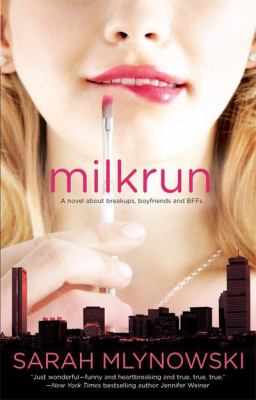 milkrun
A novel about breakups, boyfriends and BFFs.
SARAH MLYNOWSKI
"Just wonderful—funny and heartbreaking and true, true, true."
—New York Times bestselling author Jennifer Weiner